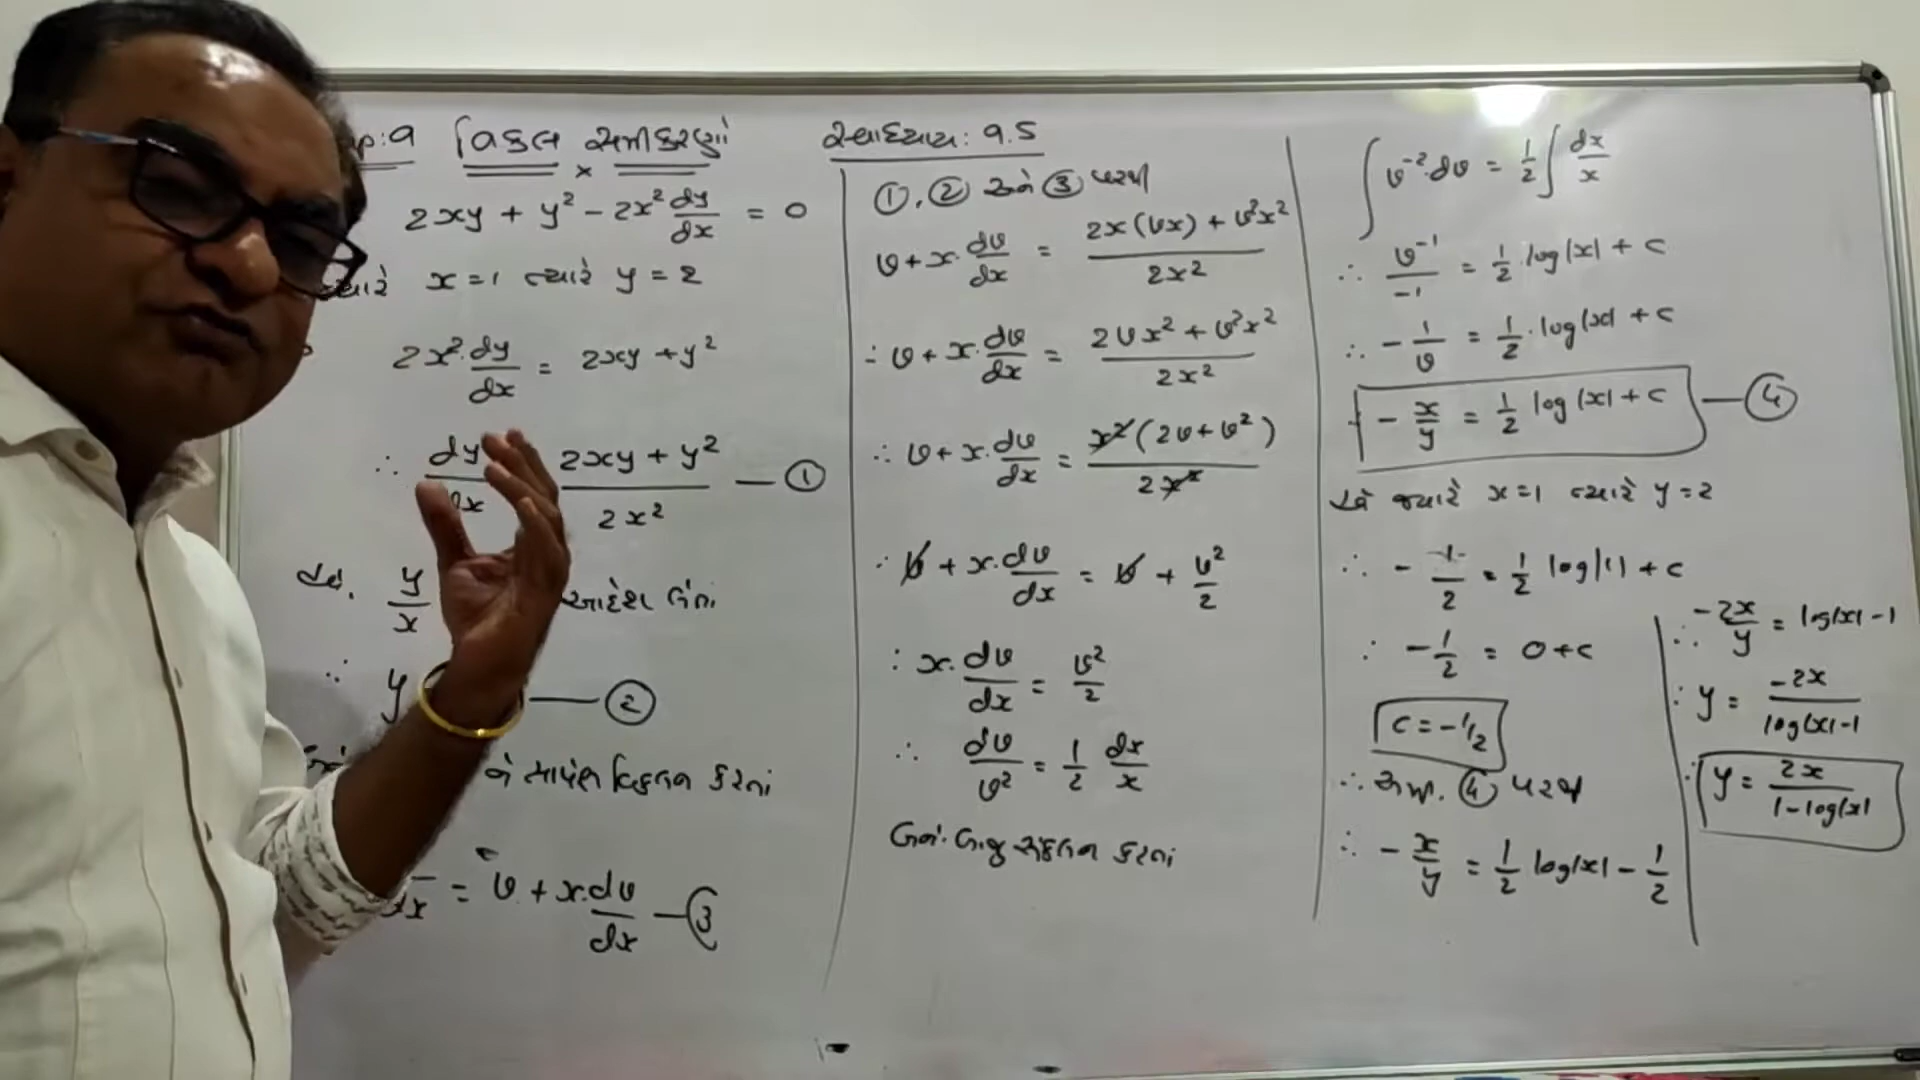 વિકલ સમીકરણો
સ્વાધ્યાય: 9.5
2xy + y² - 2x² dy/dx = 0
x = 1 ત્યારે y = 2
2x² · dy/dx = 2xy + y²
∴ dy/dx 2xy + y² / 2x² — ①
y/x આદેશ લેતાં
∴ y — ②
ને સાપેક્ષ વિકલન કરતાં
dx = v + x · dv/dx — ③
①, ② અને ③ પરથી
v + x · dv/dx = 2x(vx) + v²x² / 2x²
∴ v + x · dv/dx = 2vx² + v²x² / 2x²
∴ v + x · dv/dx = x²(2v + v²) / 2x²
∴ v + x · dv/dx = v + v²/2
∴ x · dv/dx = v²/2
∴ dv/v² = 1/2 dx/x
બંને બાજુ સંકલન કરતાં
∫ v⁻² · dv = 1/2 ∫ dx/x
∴ v⁻¹/-1 = 1/2 · log|x| + c
∴ - 1/v = 1/2 · log|x| + c
- x/y = 1/2 log|x| + c — ④
હવે જ્યારે x = 1 ત્યારે y = 2
∴ - 1/2 = 1/2 log|1| + c
∴ - 1/2 = 0 + c
c = -1/2
∴ સમી. ④ પરથી
∴ - x/y = 1/2 log|x| - 1/2
∴ -2x/y = log|x| - 1
∴ y = -2x / log|x| - 1
∴ y = 2x / 1 - log|x|